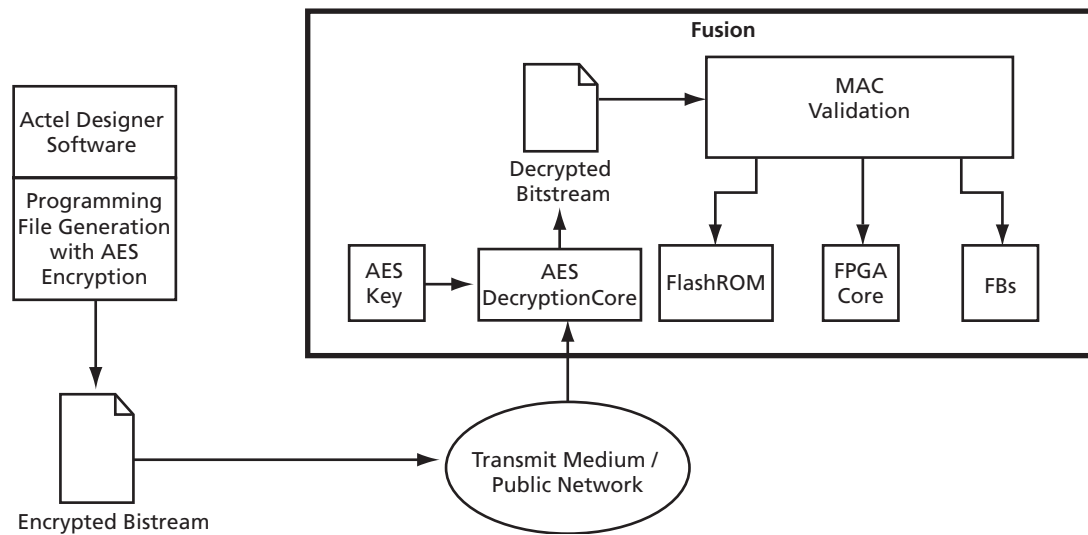 Fusion
Actel Designer
Software
Programming
File Generation
with AES
Encryption
Encrypted Bistream
Transmit Medium /
Public Network
AES
Key
AES
DecryptionCore
Decrypted
Bitstream
MAC
Validation
FlashROM
FPGA
Core
FBs